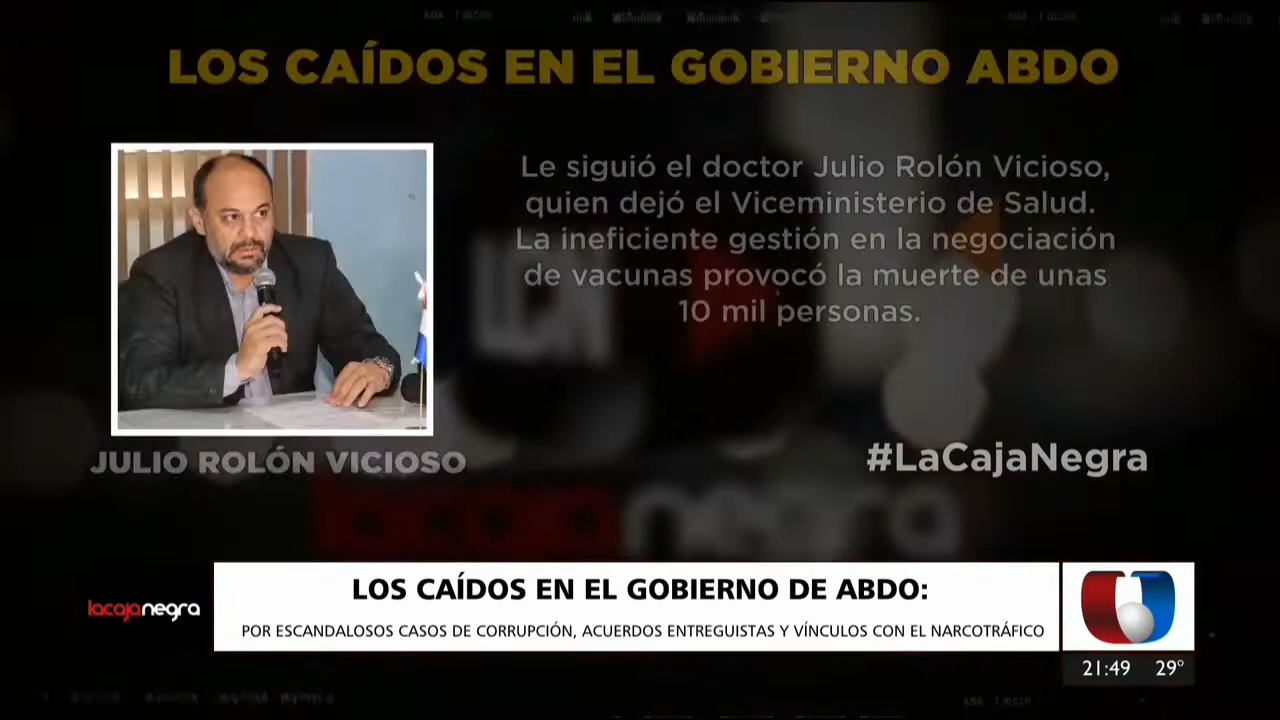 LOS CAÍDOS EN EL GOBIERNO ABDO
Le siguió el doctor Julio Rolón Vicioso,
quien dejó el Viceministerio de Salud.
La ineficiente gestión en la negociación
de vacunas provocó la muerte de unas
10 mil personas.
JULIO ROLÓN VICIOSO
#LaCajaNegra
lacajanegra
lacajanegra
LOS CAÍDOS EN EL GOBIERNO DE ABDO:
POR ESCANDALOSOS CASOS DE CORRUPCIÓN, ACUERDOS ENTREGUISTAS Y VÍNCULOS CON EL NARCOTRÁFICO
21:49 29°